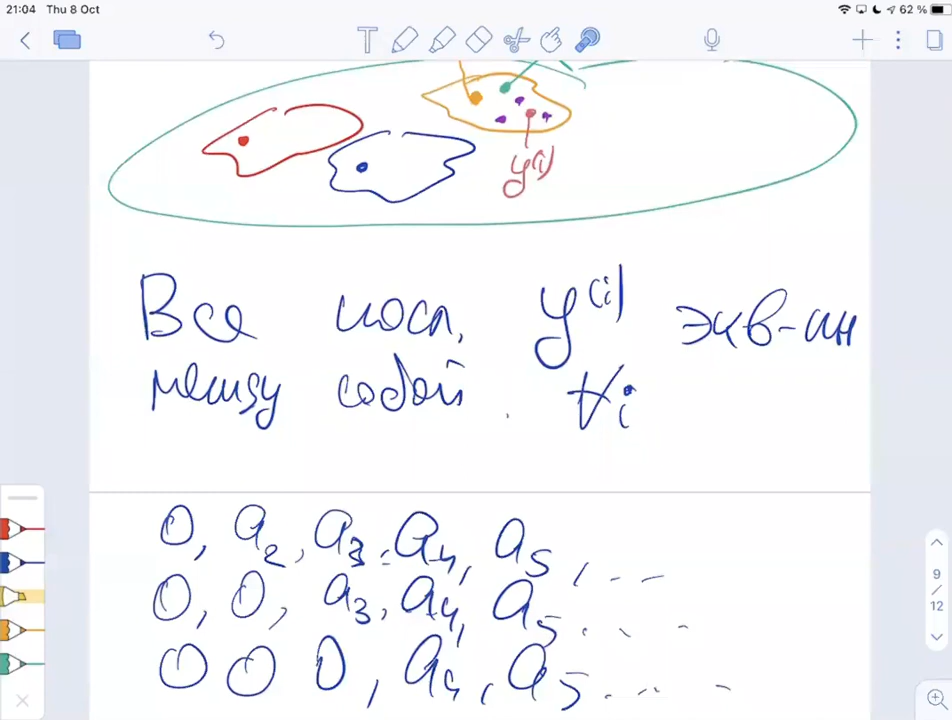 21:04 Thu 8 Oct 62 %
T
y⁽ⁱ⁾
Все посл. y⁽ⁱ⁾ экв-ны
между собой. ∀i
0, a₂, a₃, a₄, a₅, ...
0, 0, a₃, a₄, a₅ ...
0 0 0, a₄, a₅ ...
9
/
12